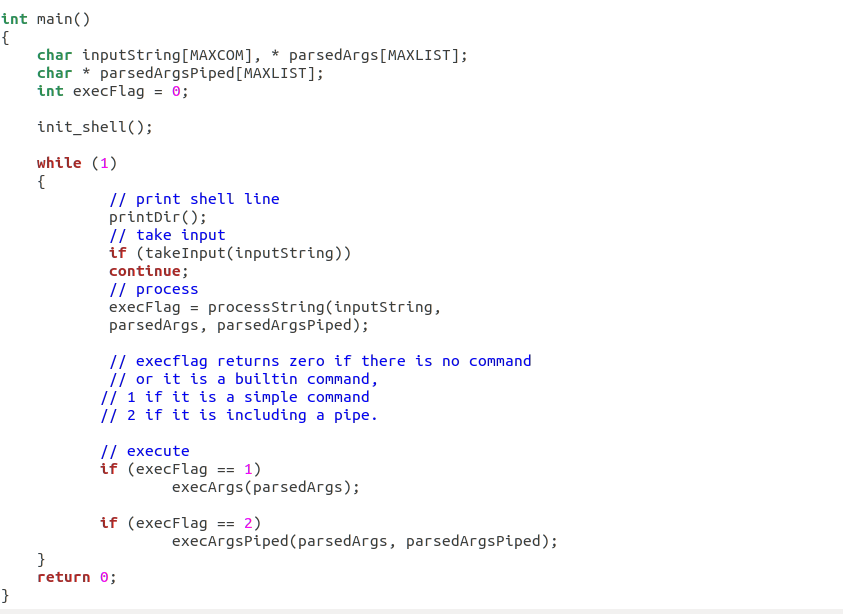 int main()
{
    char inputString[MAXCOM], * parsedArgs[MAXLIST];
    char * parsedArgsPiped[MAXLIST];
    int execFlag = 0;

    init_shell();

    while (1)
    {
            // print shell line
            printDir();
            // take input
            if (takeInput(inputString))
            continue;
            // process
            execFlag = processString(inputString,
            parsedArgs, parsedArgsPiped);

            // execflag returns zero if there is no command
            // or it is a builtin command,
           // 1 if it is a simple command
           // 2 if it is including a pipe.

           // execute
           if (execFlag == 1)
                   execArgs(parsedArgs);

           if (execFlag == 2)
                   execArgsPiped(parsedArgs, parsedArgsPiped);
    }
    return 0;
}